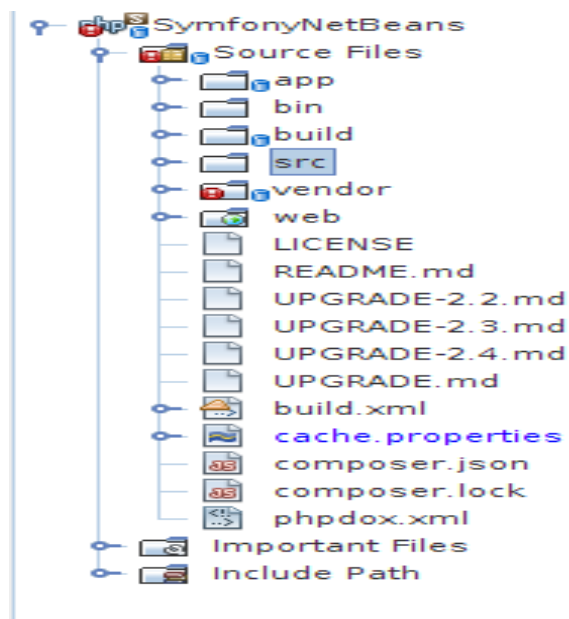 php SymfonyNetBeans
Source Files
app
bin
build
src
vendor
web
LICENSE
README.md
UPGRADE-2.2.md
UPGRADE-2.3.md
UPGRADE-2.4.md
UPGRADE.md
build.xml
cache.properties
composer.json
composer.lock
phpdox.xml
Important Files
Include Path